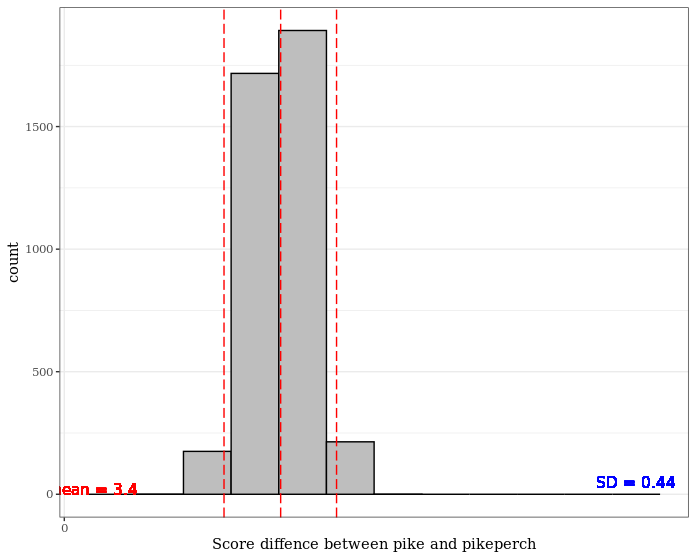 1500
1000
500
0
count
ean = 3.4
SD = 0.44
0
Score diffence between pike and pikeperch